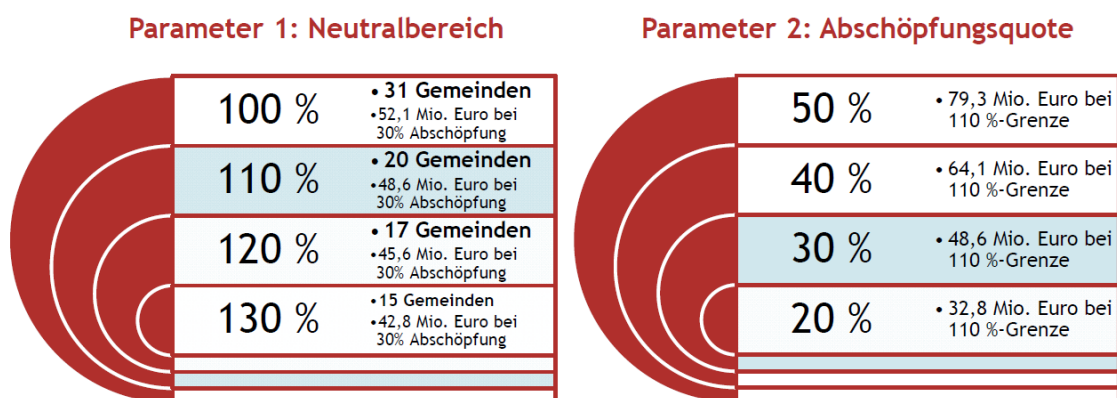 Parameter 1: Neutralbereich
100 %
• 31 Gemeinden
•52,1 Mio. Euro bei
30% Abschöpfung
110 %
• 20 Gemeinden
•48,6 Mio. Euro bei
30% Abschöpfung
120 %
• 17 Gemeinden
•45,6 Mio. Euro bei
30% Abschöpfung
130 %
•15 Gemeinden
•42,8 Mio. Euro bei
30% Abschöpfung
Parameter 2: Abschöpfungsquote
50 %
• 79,3 Mio. Euro bei
110 %-Grenze
40 %
• 64,1 Mio. Euro bei
110 %-Grenze
30 %
• 48,6 Mio. Euro bei
110 %-Grenze
20 %
• 32,8 Mio. Euro bei
110 %-Grenze